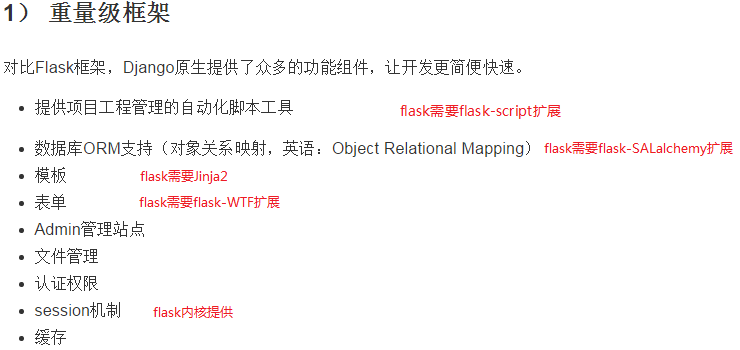 1） 重量级框架
对比Flask框架，Django原生提供了众多的功能组件，让开发更简便快速。
提供项目工程管理的自动化脚本工具 flask需要flask-script扩展
数据库ORM支持（对象关系映射，英语：Object Relational Mapping） flask需要flask-SALalchemy扩展
模板 flask需要Jinja2
表单 flask需要flask-WTF扩展
Admin管理站点
文件管理
认证权限
session机制 flask内核提供
缓存